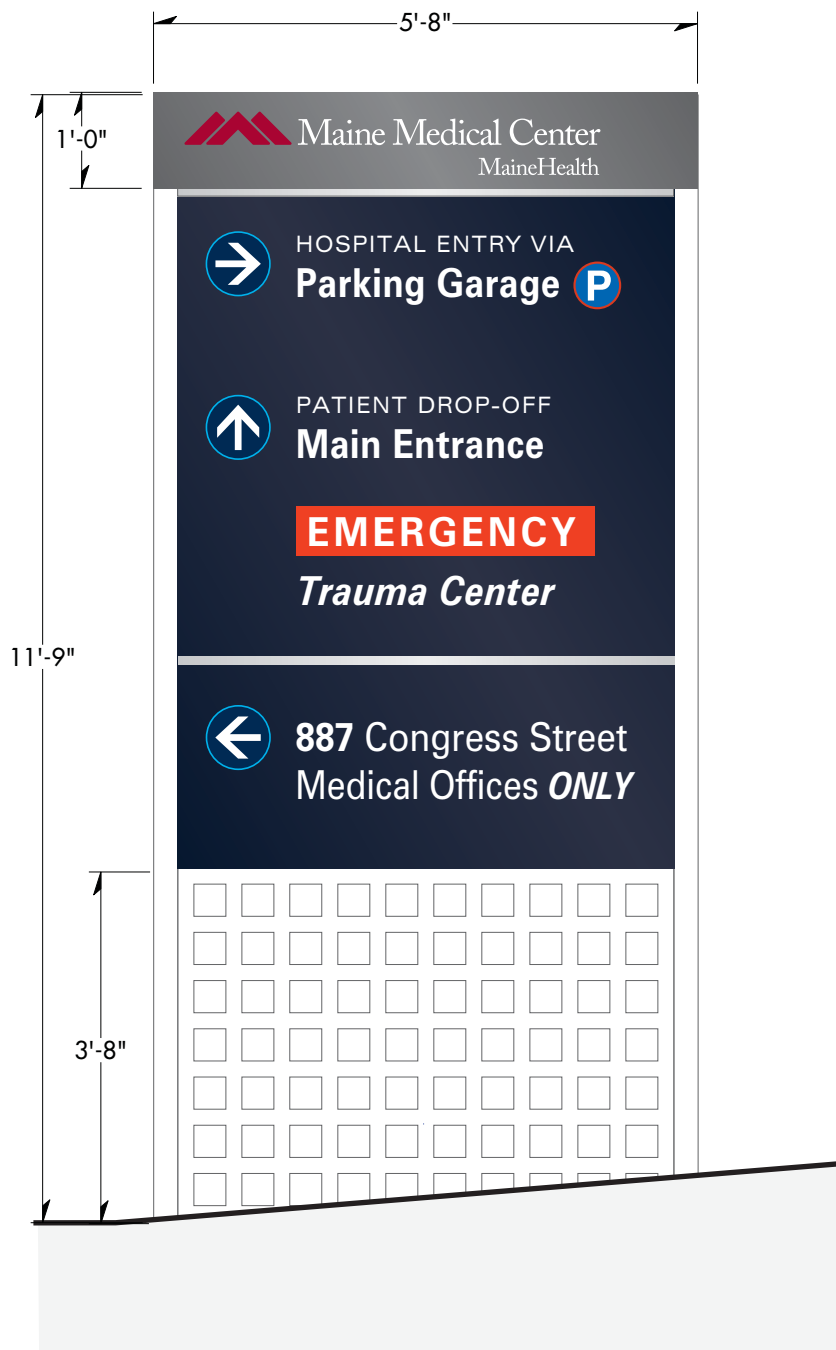 5'-8"
1'-0"
Maine Medical Center
MaineHealth
HOSPITAL ENTRY VIA
Parking Garage P
PATIENT DROP-OFF
Main Entrance
EMERGENCY
Trauma Center
11'-9"
887 Congress Street
Medical Offices ONLY
3'-8"